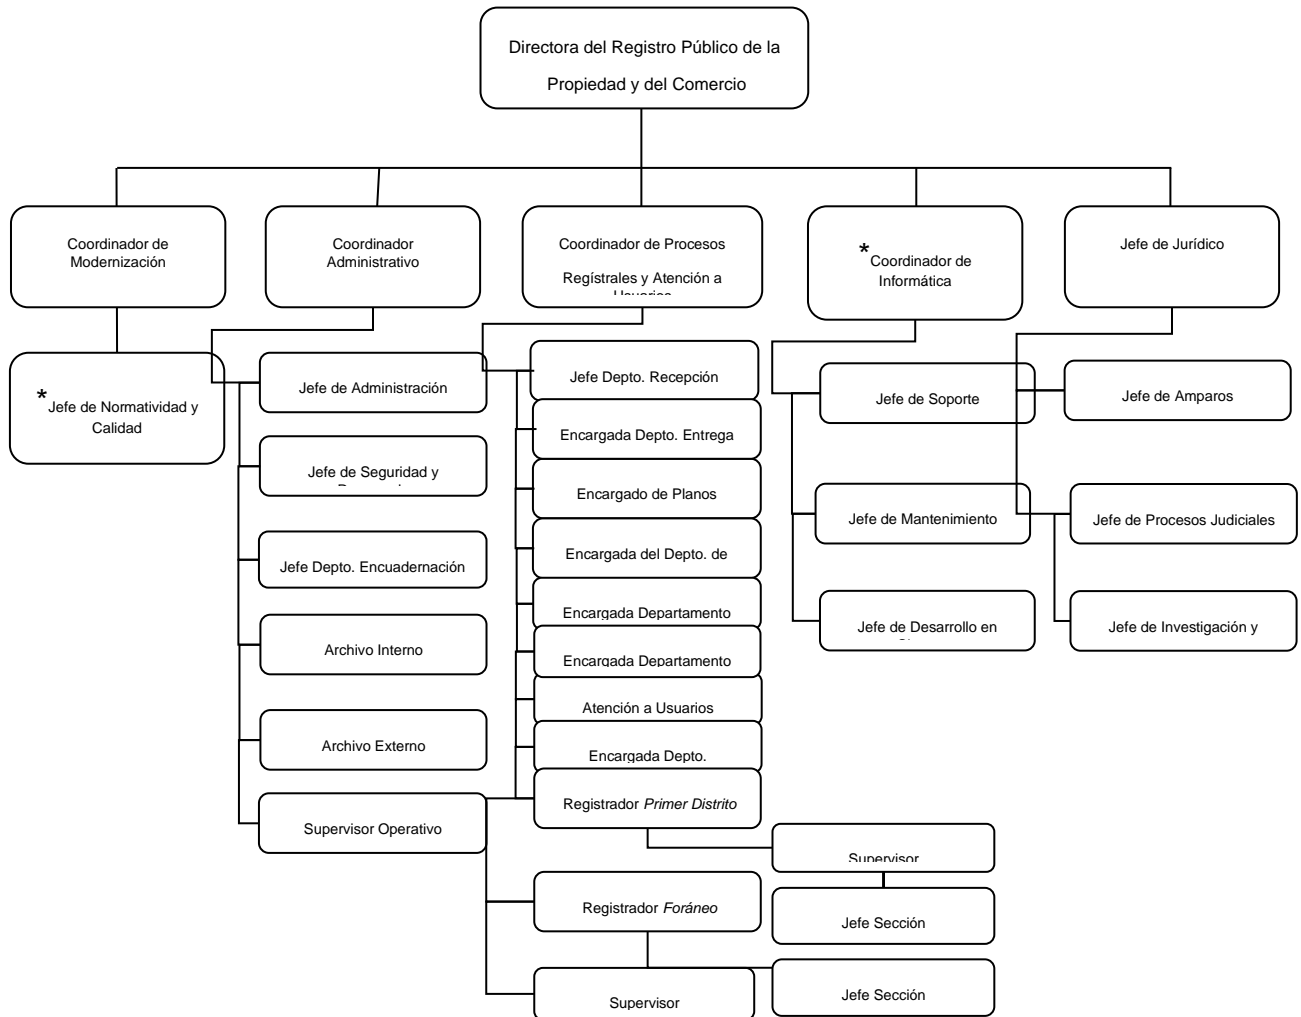 Directora del Registro Público de la
Propiedad y del Comercio
Coordinador de
Modernización
Coordinador
Administrativo
Coordinador de Procesos
Regístrales y Atención a
Usuarios
*Coordinador de
Informática
Jefe de Jurídico
*Jefe de Normatividad y
Calidad
Jefe de Administración
Jefe de Seguridad y
Jefe Depto. Encuadernación
Archivo Interno
Archivo Externo
Supervisor Operativo
Jefe Depto. Recepción
Encargada Depto. Entrega
Encargado de Planos
Encargada del Depto. de
Encargada Departamento
Encargada Departamento
Atención a Usuarios
Encargada Depto.
Registrador Primer Distrito
Registrador Foráneo
Supervisor
Supervisor
Jefe Sección
Jefe Sección
Jefe de Soporte
Jefe de Mantenimiento
Jefe de Desarrollo en
Jefe de Amparos
Jefe de Procesos Judiciales
Jefe de Investigación y